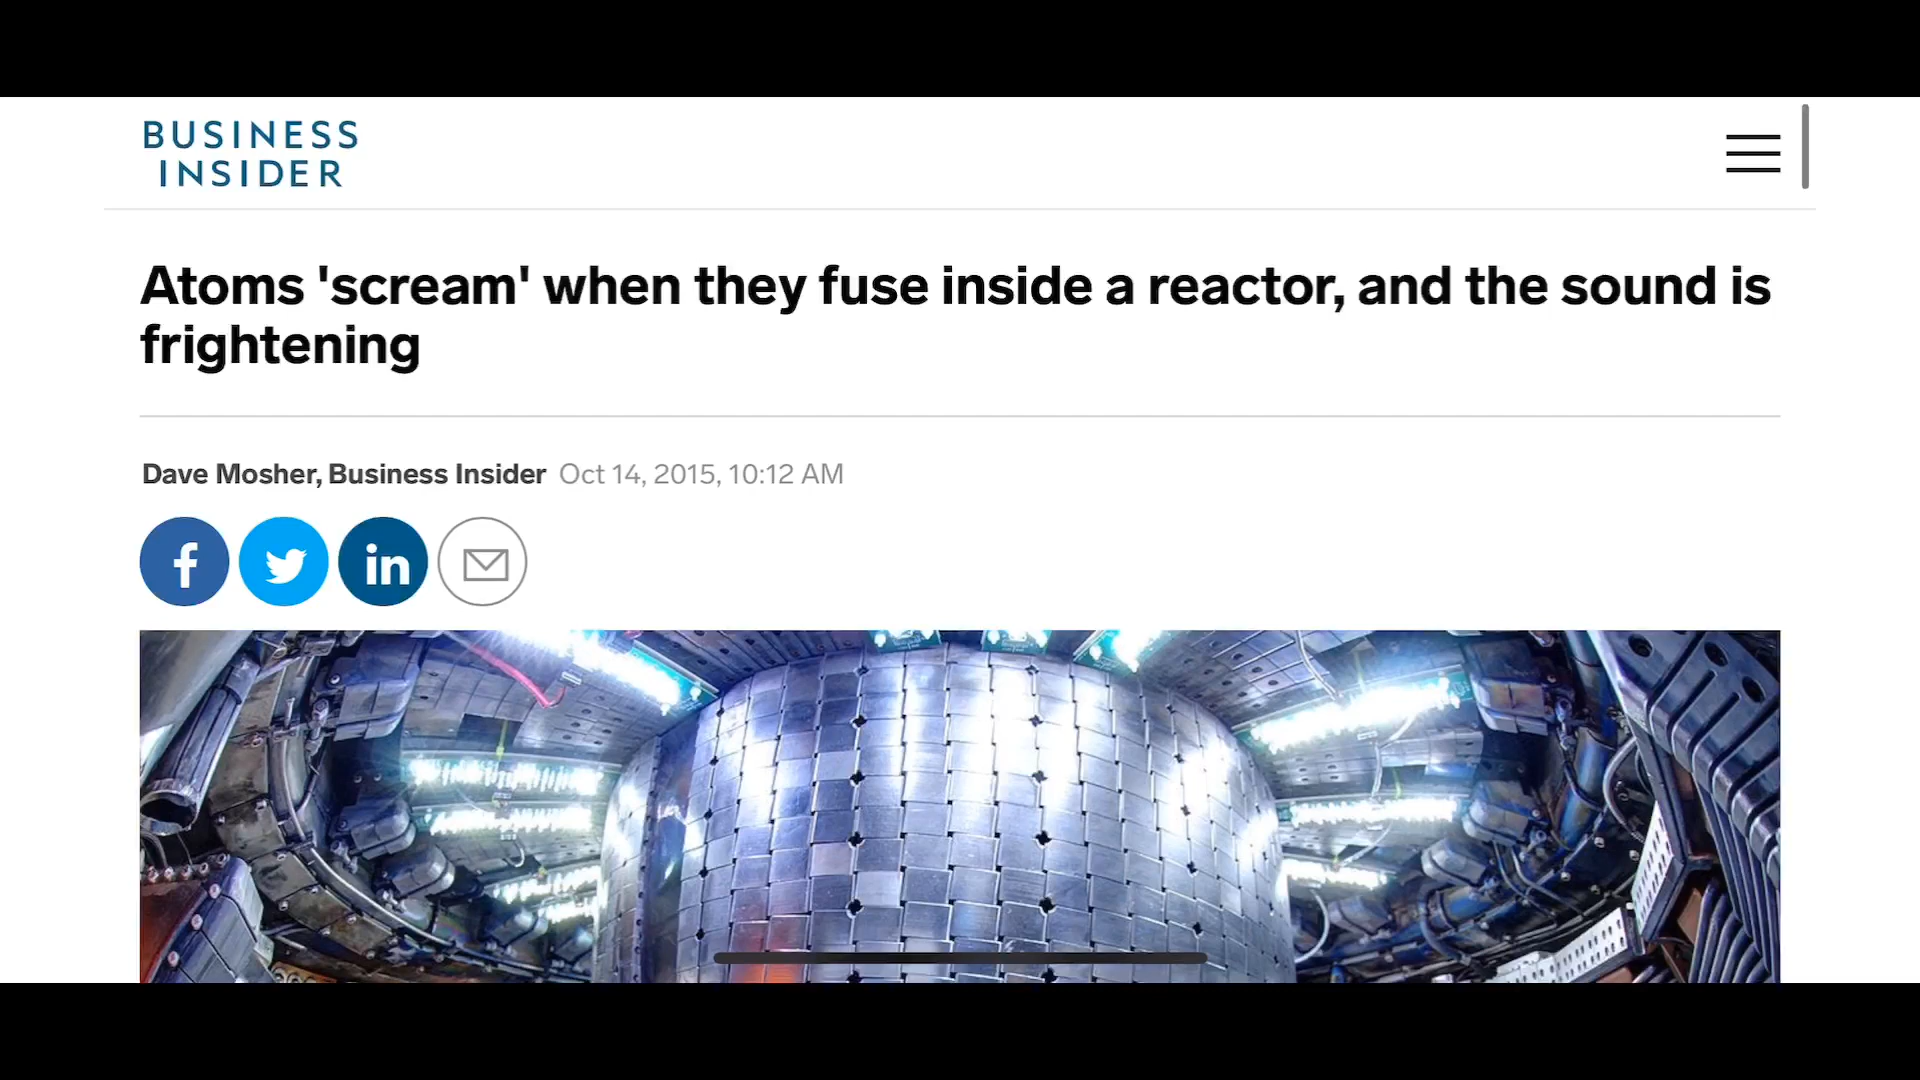 BUSINESS
INSIDER
Atoms 'scream' when they fuse inside a reactor, and the sound is
frightening
Dave Mosher, Business Insider Oct 14, 2015, 10:12 AM
f in